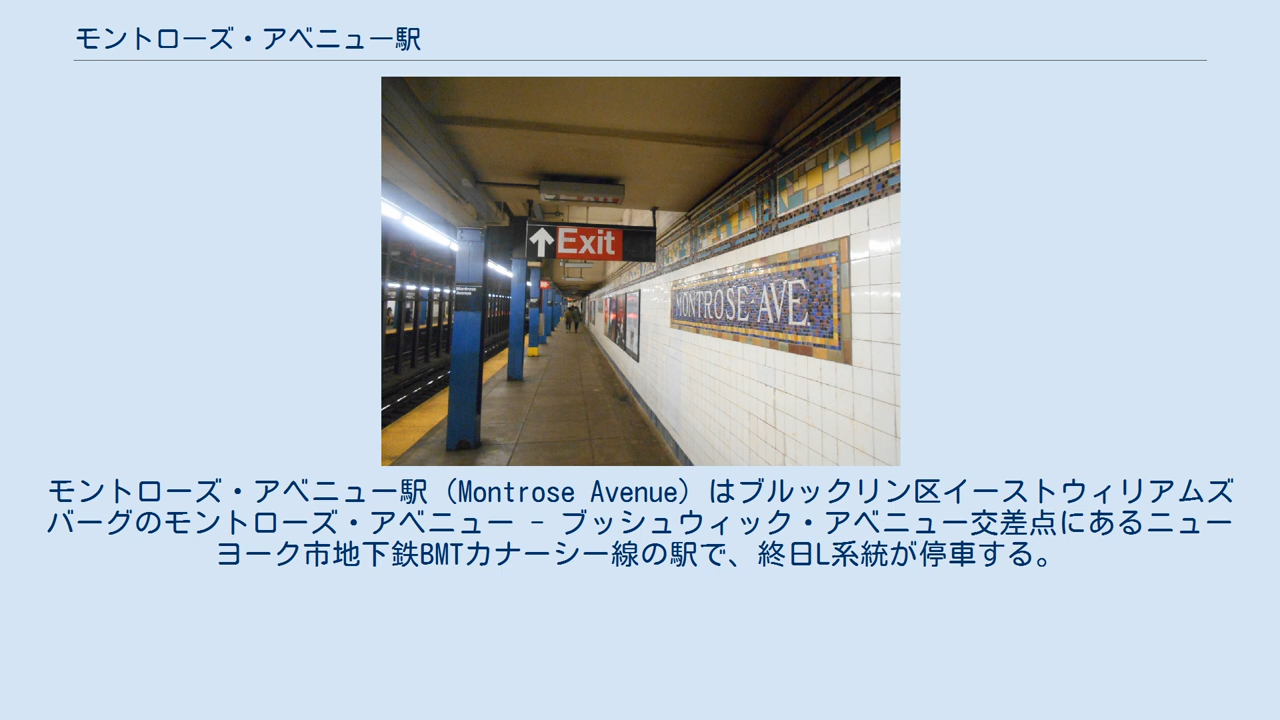 モントローズ・アベニュー駅
Exit
MONTROSE AVE
Montrose
Avenue
モントローズ・アベニュー駅（Montrose Avenue）はブルックリン区イーストウィリアムズ
バーグのモントローズ・アベニュー - ブッシュウィック・アベニュー交差点にあるニュー
ヨーク市地下鉄BMTカナーシー線の駅で、終日L系統が停車する。